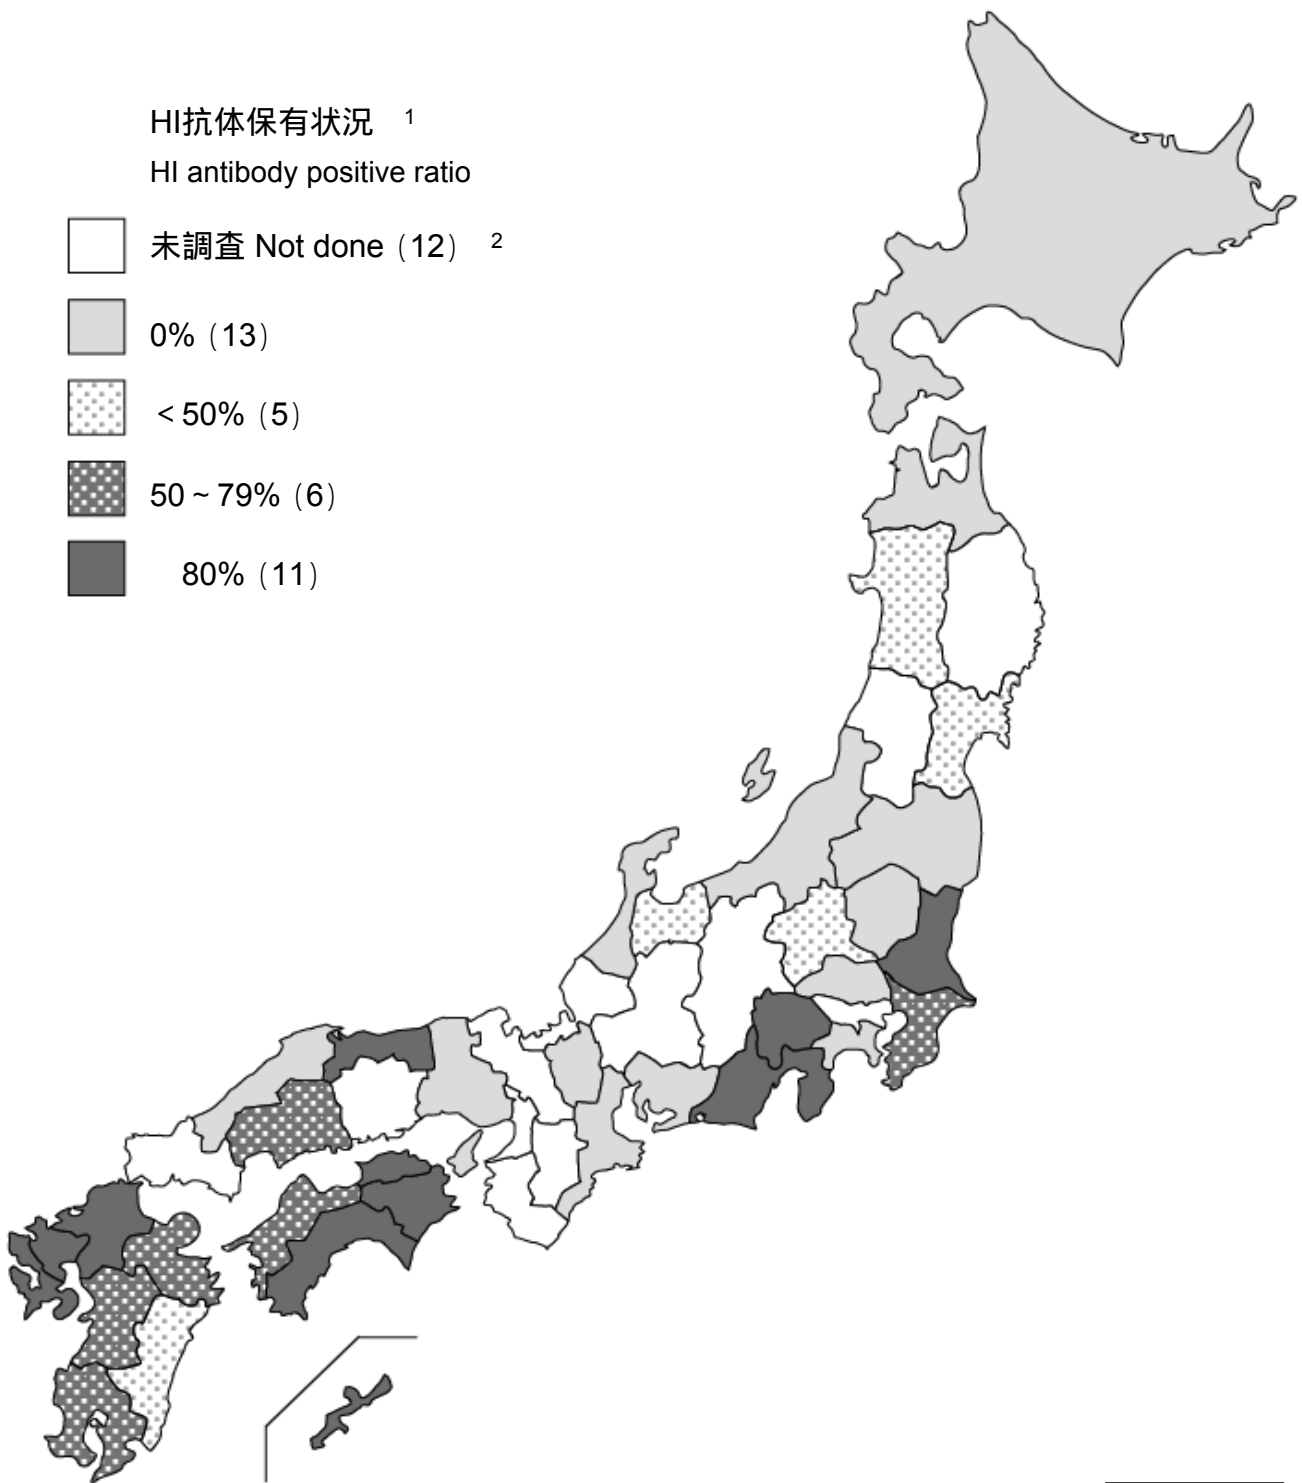 HI抗体保有状況 1
HI antibody positive ratio
未調査 Not done (12) 2
0% (13)
<50% (5)
50~79% (6)
80% (11)